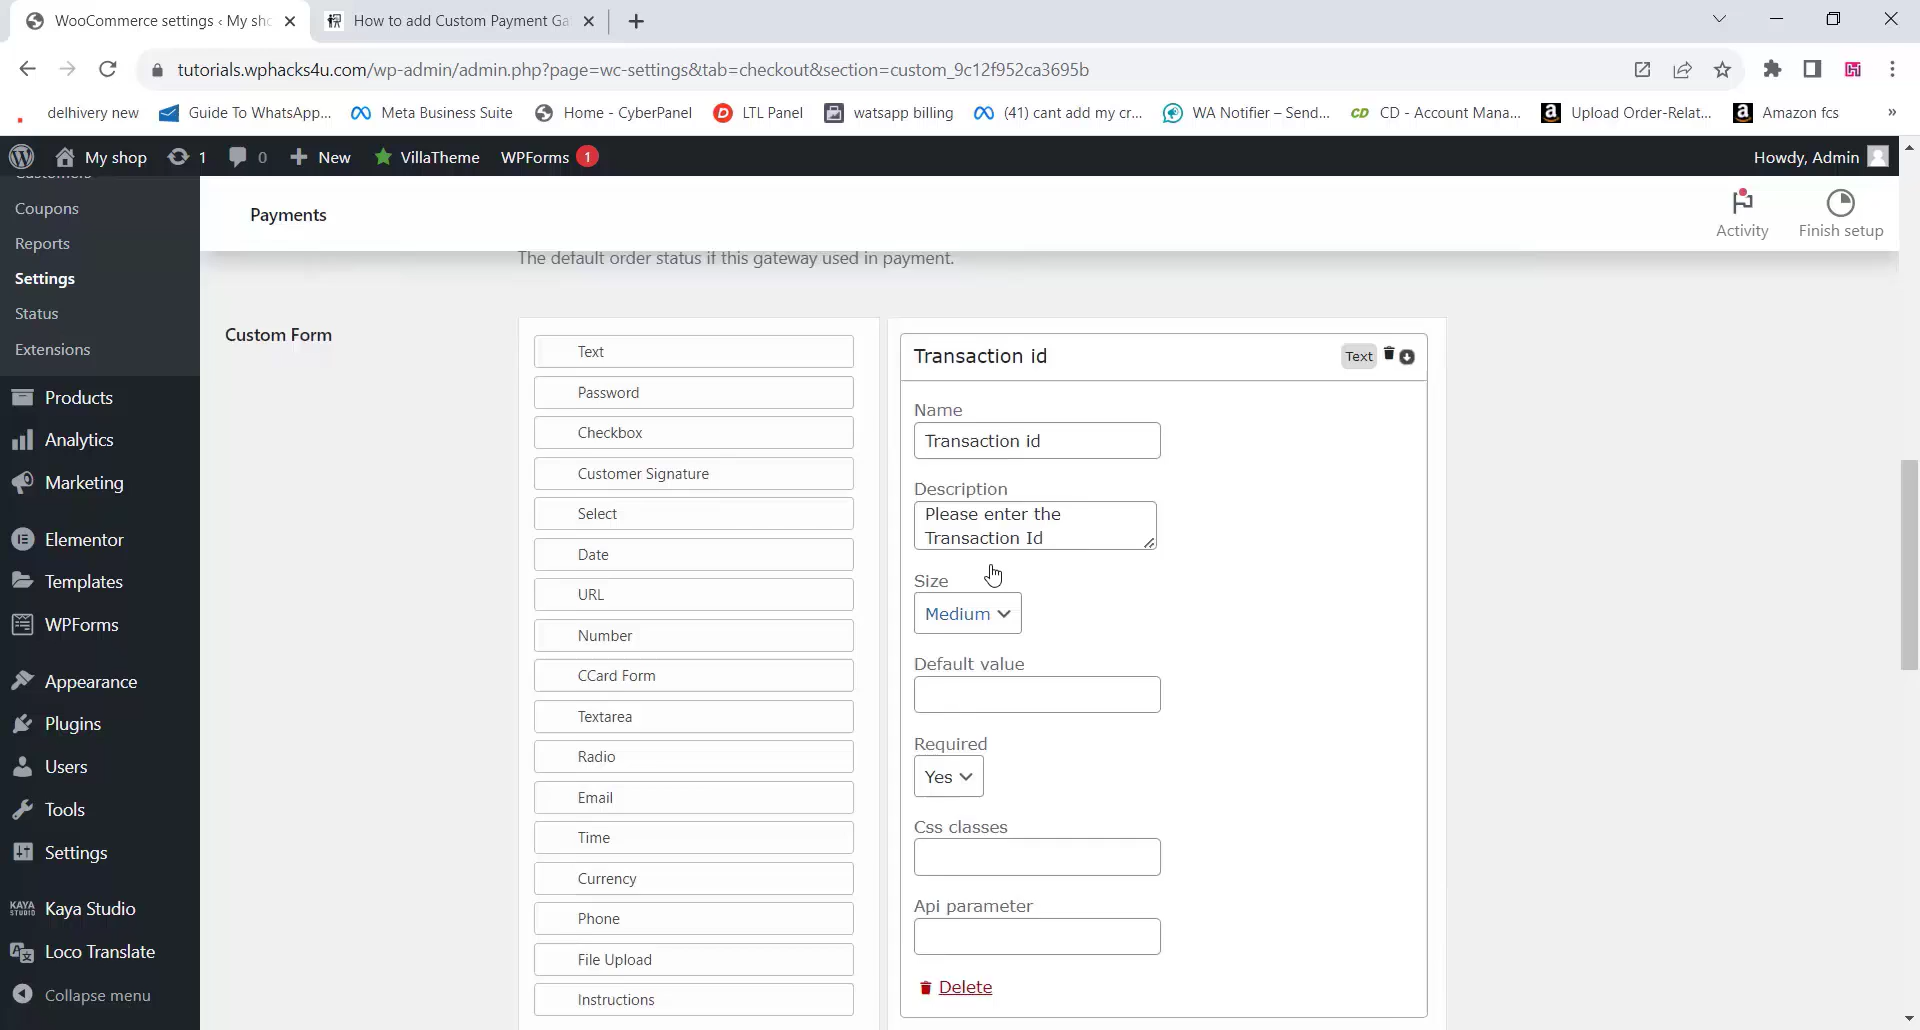 WooCommerce settings ‹ My sho
How to add Custom Payment Ga
tutorials.wphacks4u.com/wp-admin/admin.php?page=wc-settings&tab=checkout&section=custom_9c12f952ca3695b
delhivery new
Guide To WhatsApp...
Meta Business Suite
Home - CyberPanel
LTL Panel
watsapp billing
(41) cant add my cr...
WA Notifier – Send...
CD - Account Mana...
Upload Order-Relat...
Amazon fcs
»
My shop
1
0
New
VillaTheme
WPForms 1
Howdy, Admin
Customers
Coupons
Reports
Settings
Status
Extensions
Products
Analytics
Marketing
Elementor
Templates
WPForms
Appearance
Plugins
Users
Tools
Settings
KAYA STUDIO Kaya Studio
Loco Translate
Collapse menu
Payments
Activity
Finish setup
The default order status if this gateway used in payment.
Custom Form
Text
Password
Checkbox
Customer Signature
Select
Date
URL
Number
CCard Form
Textarea
Radio
Email
Time
Currency
Phone
File Upload
Instructions
Transaction id
Text
Name
Transaction id
Description
Please enter the
Transaction Id
Size
Medium
Default value
Required
Yes
Css classes
Api parameter
Delete